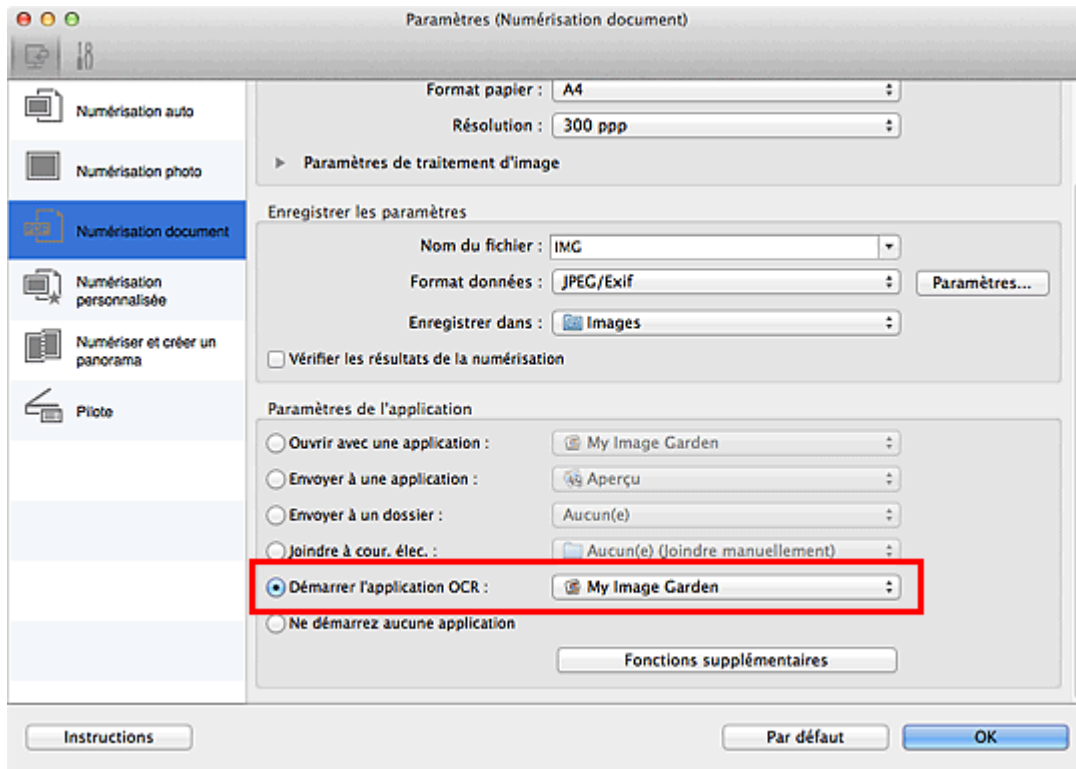 Paramètres (Numérisation document)
Numérisation auto
Numérisation photo
PDF
Numérisation document
Numérisation
personnalisée
Numériser et créer un
panorama
Pilote
Format papier : A4
Résolution : 300 ppp
Paramètres de traitement d'image
Enregistrer les paramètres
Nom du fichier : IMG
Format données : JPEG/Exif Paramètres...
Enregistrer dans : Images
Vérifier les résultats de la numérisation
Paramètres de l'application
Ouvrir avec une application : My Image Garden
Envoyer à une application : Aperçu
Envoyer à un dossier : Aucun(e)
Joindre à cour. élec. : Aucun(e) (Joindre manuellement)
Démarrer l'application OCR : My Image Garden
Ne démarrez aucune application
Fonctions supplémentaires
Instructions Par défaut OK